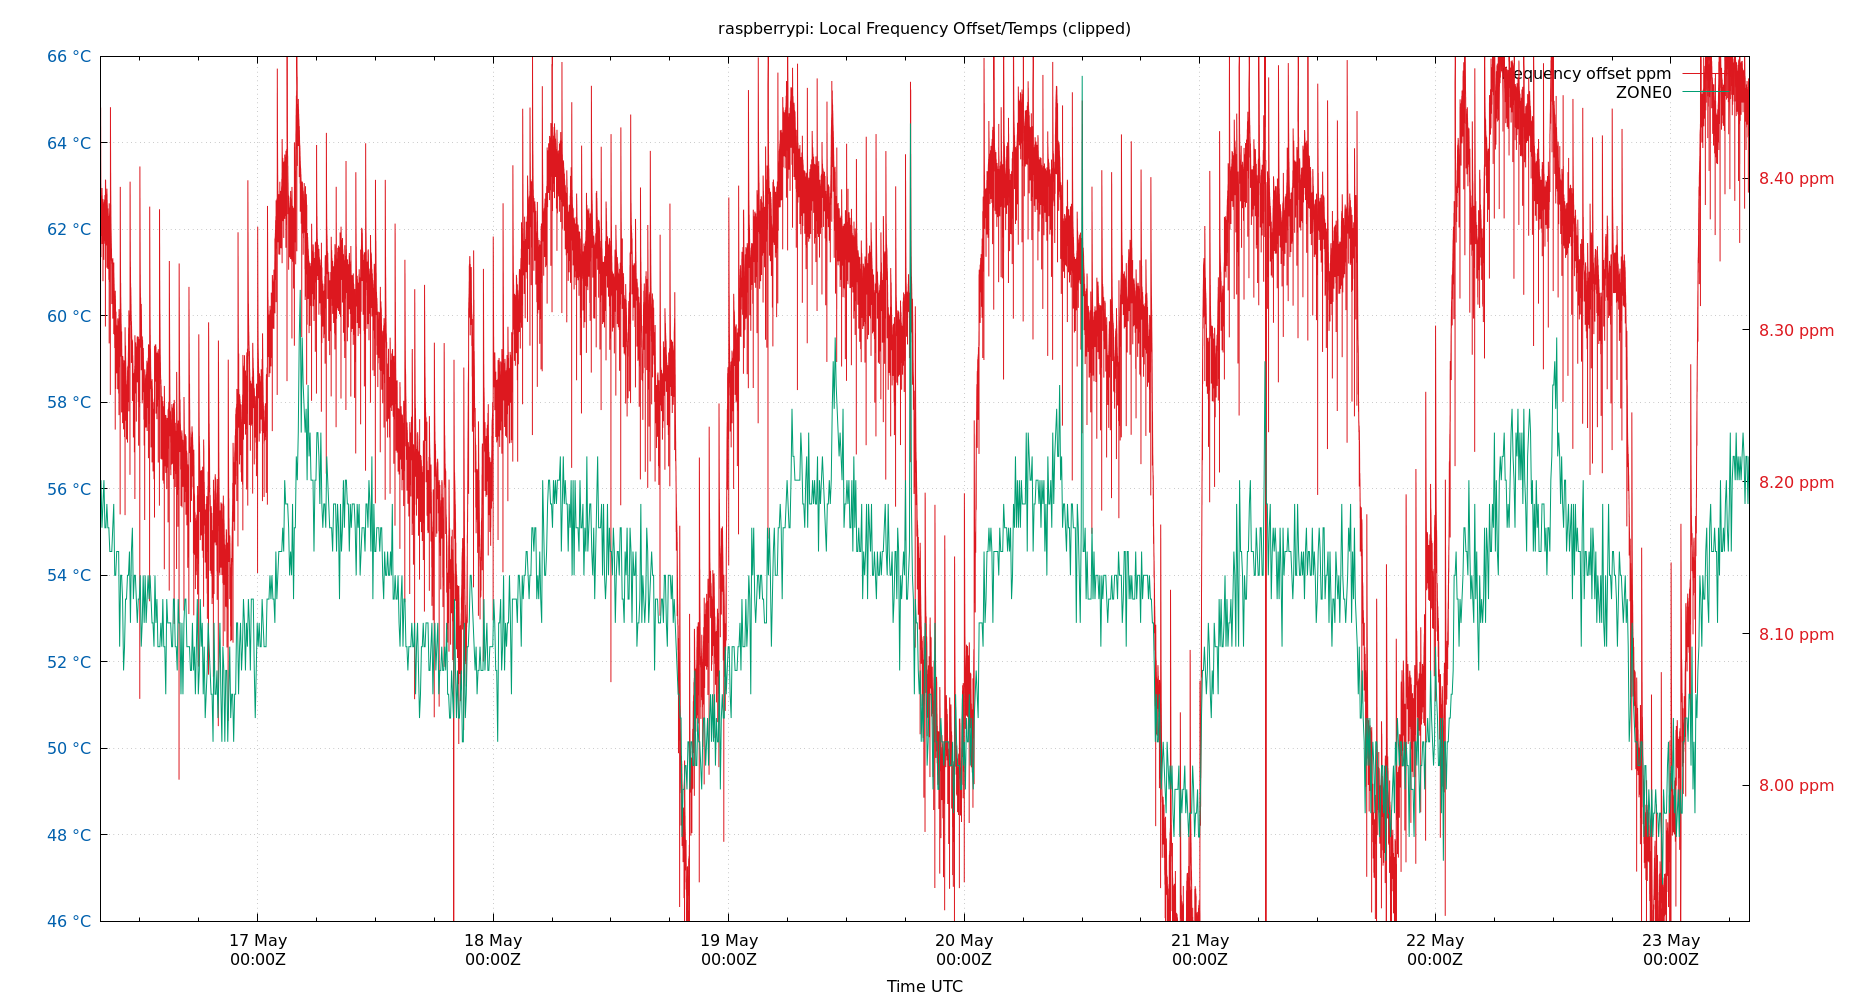 raspberrypi: Local Frequency Offset/Temps (clipped)
66 °C
64 °C
62 °C
60 °C
58 °C
56 °C
54 °C
52 °C
50 °C
48 °C
46 °C
equency offset ppm
ZONE0
8.40 ppm
8.30 ppm
8.20 ppm
8.10 ppm
8.00 ppm
17 May
00:00Z
18 May
00:00Z
19 May
00:00Z
20 May
00:00Z
21 May
00:00Z
22 May
00:00Z
23 May
00:00Z
Time UTC